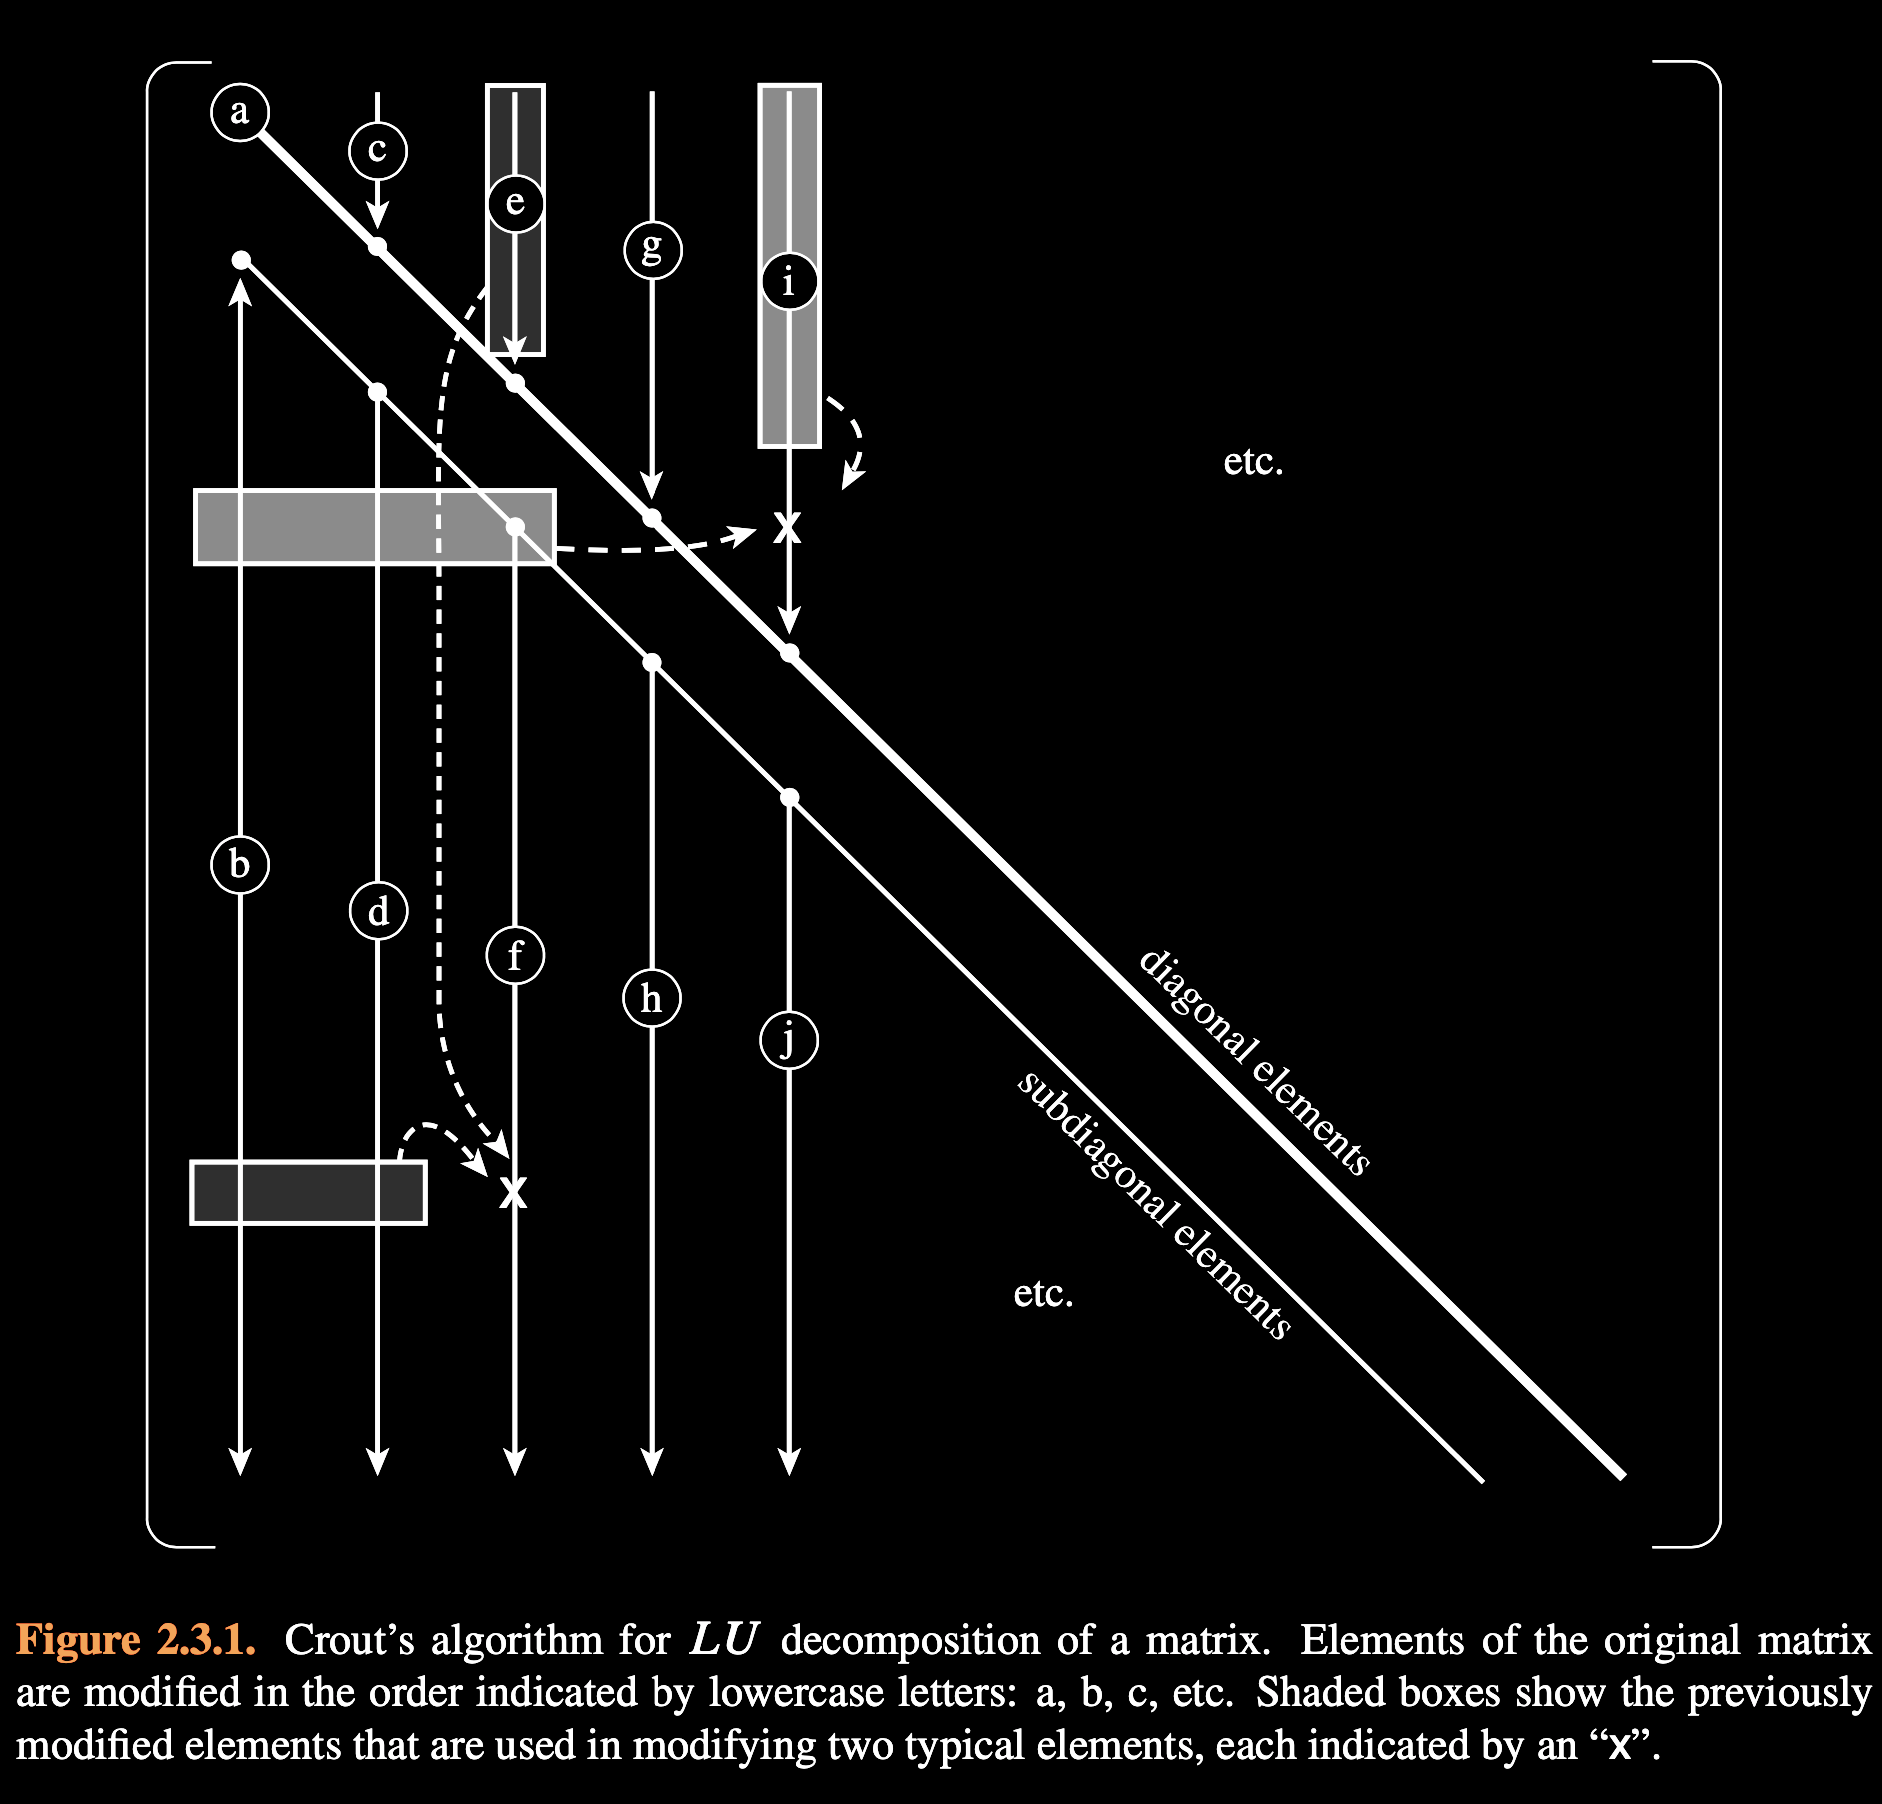 a
c
e
g
i
etc.
b
d
f
h
j
diagonal elements
subdiagonal elements
x
x
etc.
Figure 2.3.1. Crout’s algorithm for LU decomposition of a matrix. Elements of the original matrix
are modified in the order indicated by lowercase letters: a, b, c, etc. Shaded boxes show the previously
modified elements that are used in modifying two typical elements, each indicated by an “x”.